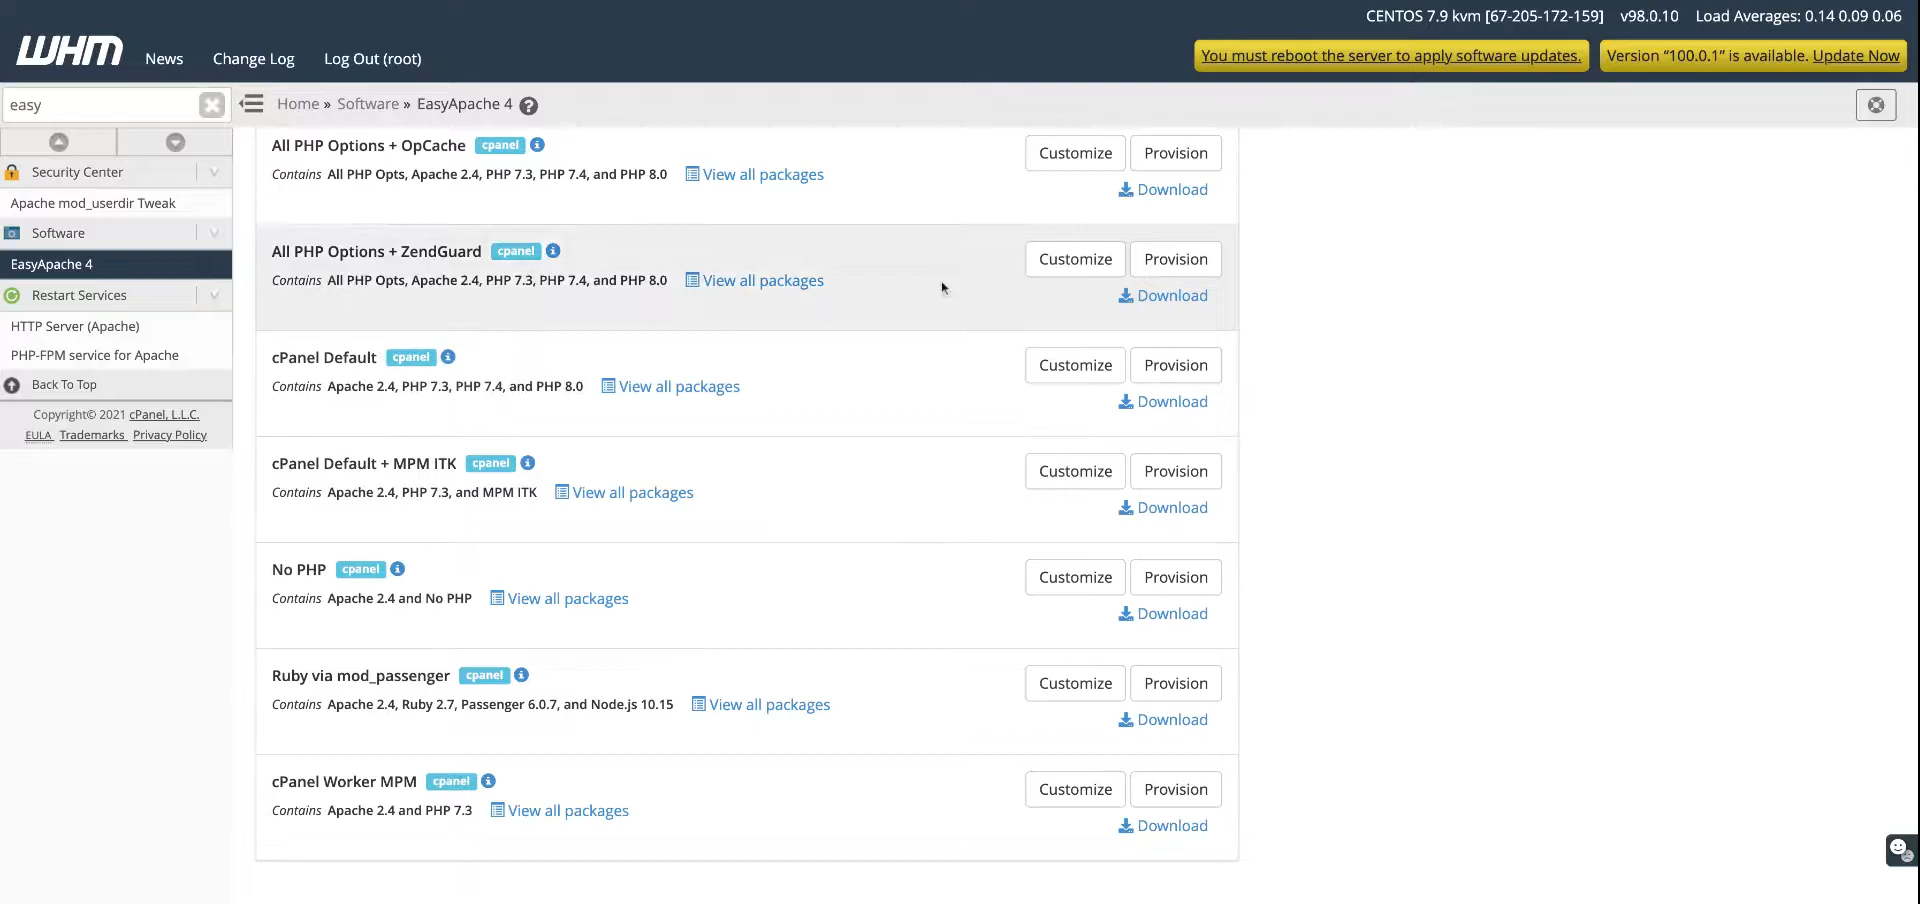 CENTOS 7.9 kvm [67-205-172-159] v98.0.10 Load Averages: 0.14 0.09 0.06
WHM News Change Log Log Out (root)
You must reboot the server to apply software updates. Version “100.0.1” is available. Update Now
easy
Home » Software » EasyApache 4
Security Center
Apache mod_userdir Tweak
Software
EasyApache 4
Restart Services
HTTP Server (Apache)
PHP-FPM service for Apache
Back To Top
Copyright© 2021 cPanel, L.L.C.
EULA Trademarks Privacy Policy
All PHP Options + OpCache cpanel
Contains All PHP Opts, Apache 2.4, PHP 7.3, PHP 7.4, and PHP 8.0 View all packages
Customize Provision
Download
All PHP Options + ZendGuard cpanel
Contains All PHP Opts, Apache 2.4, PHP 7.3, PHP 7.4, and PHP 8.0 View all packages
Customize Provision
Download
cPanel Default cpanel
Contains Apache 2.4, PHP 7.3, PHP 7.4, and PHP 8.0 View all packages
Customize Provision
Download
cPanel Default + MPM ITK cpanel
Contains Apache 2.4, PHP 7.3, and MPM ITK View all packages
Customize Provision
Download
No PHP cpanel
Contains Apache 2.4 and No PHP View all packages
Customize Provision
Download
Ruby via mod_passenger cpanel
Contains Apache 2.4, Ruby 2.7, Passenger 6.0.7, and Node.js 10.15 View all packages
Customize Provision
Download
cPanel Worker MPM cpanel
Contains Apache 2.4 and PHP 7.3 View all packages
Customize Provision
Download